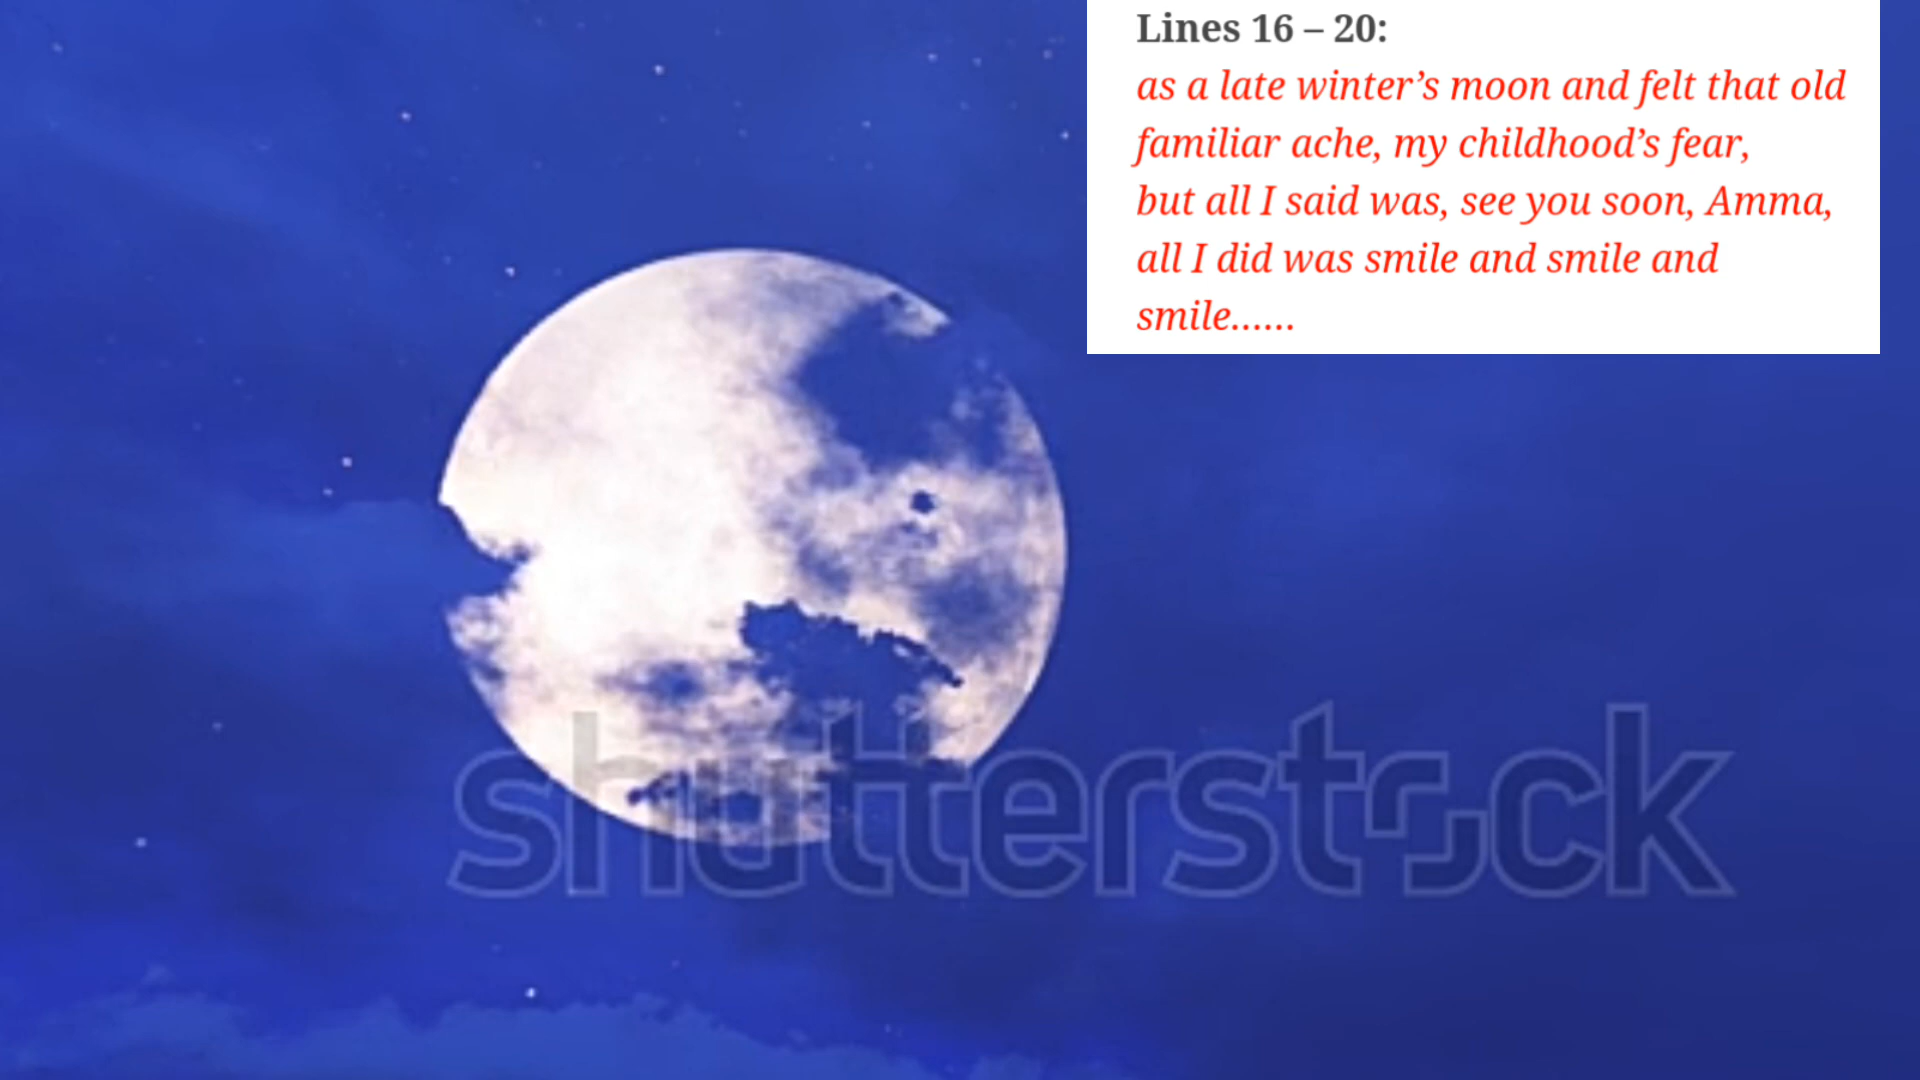 Lines 16 – 20:
as a late winter’s moon and felt that old
familiar ache, my childhood’s fear,
but all I said was, see you soon, Amma,
all I did was smile and smile and
smile......
shutterstock